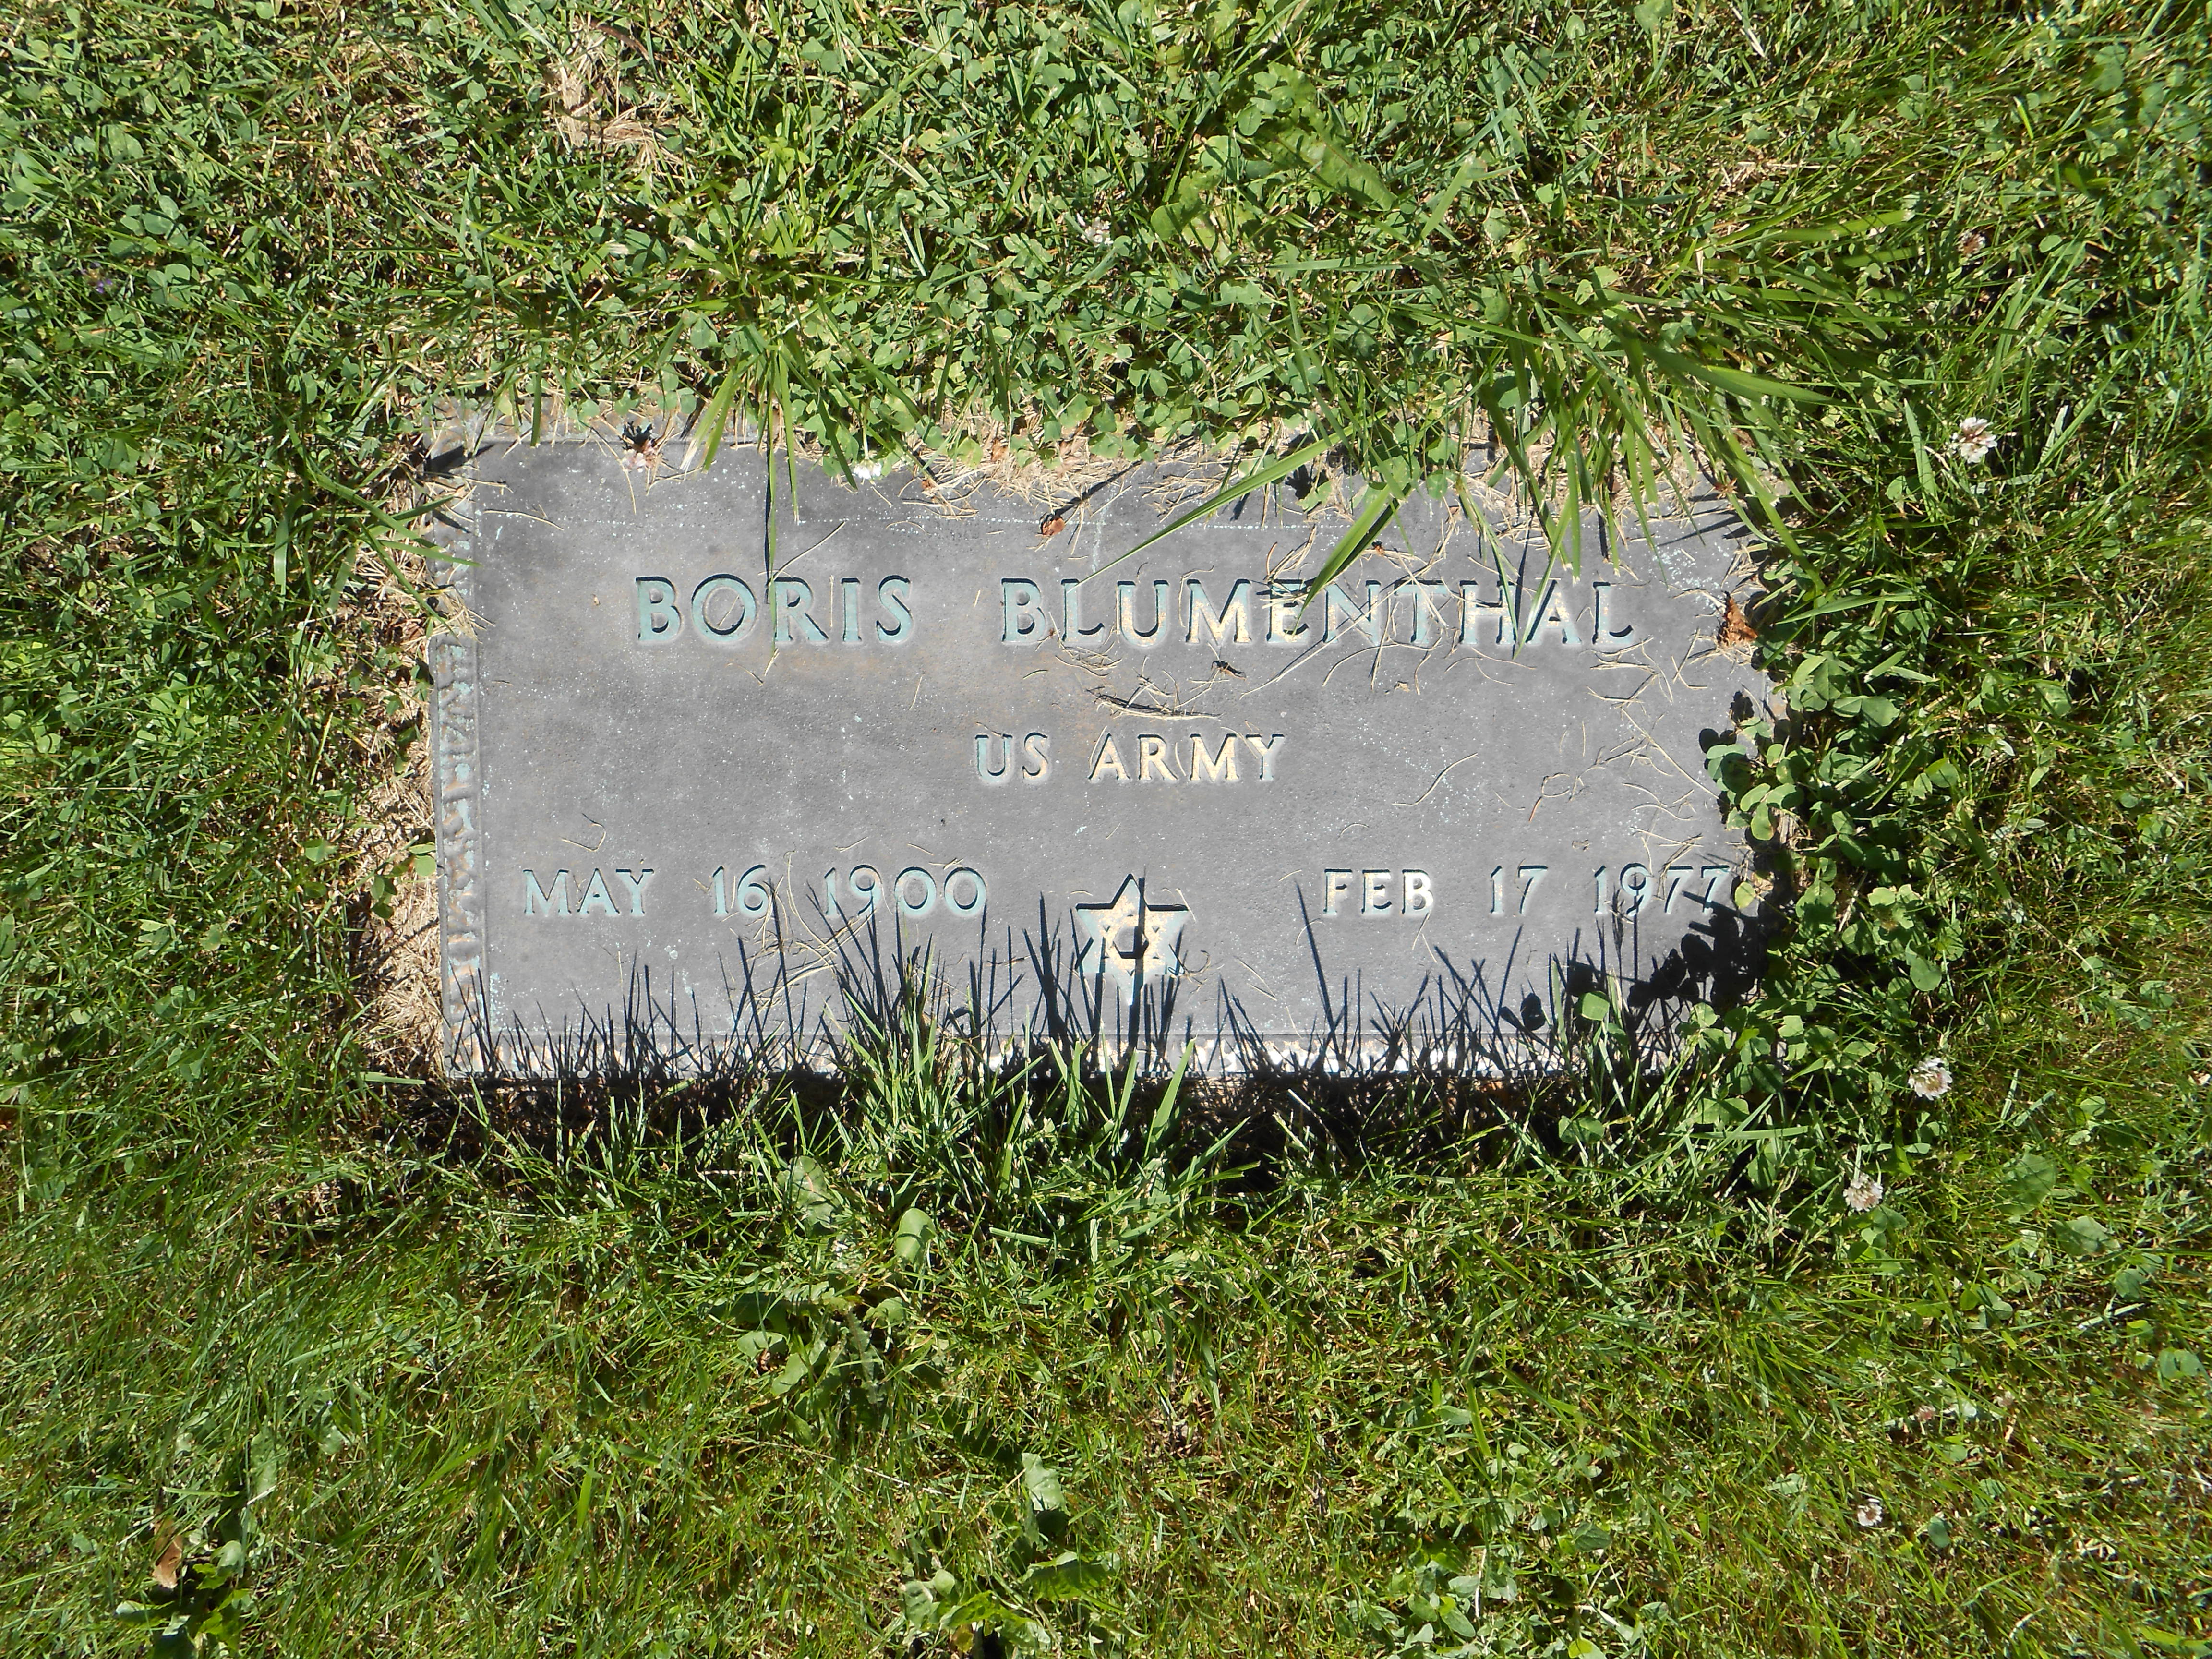 BORIS BLUMENTHAL
US ARMY
MAY 16 1900 FEB 17 1977